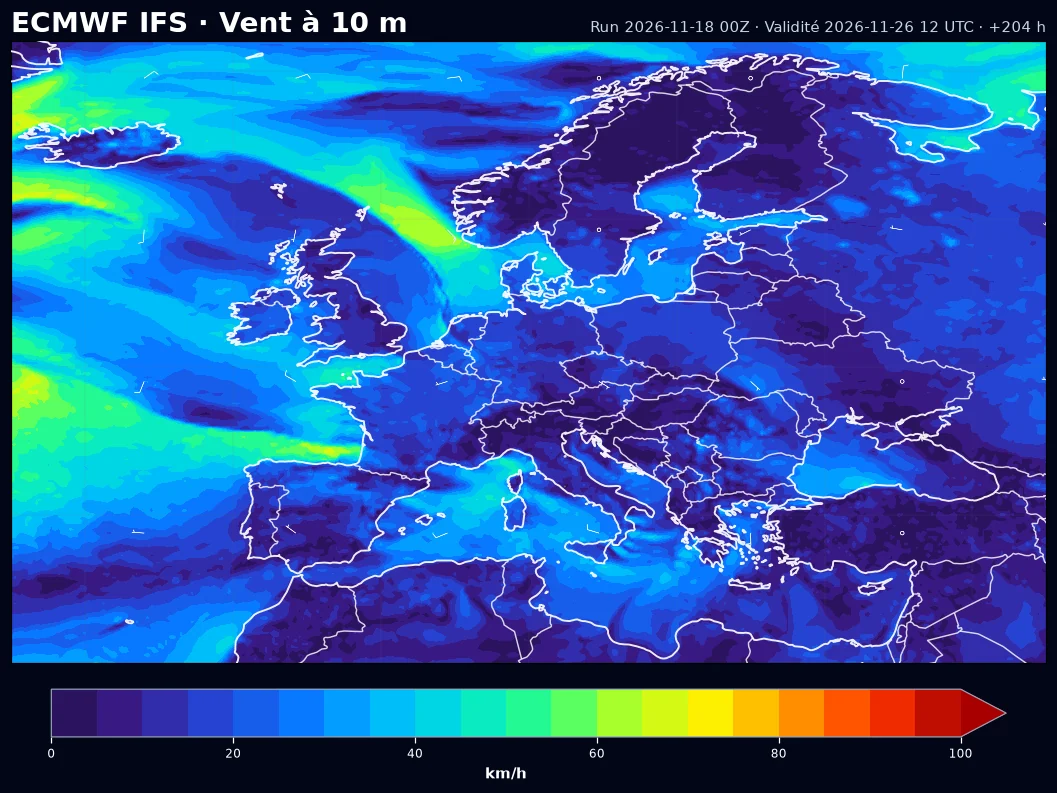 ECMWF IFS · Vent à 10 m
Run 2026-11-18 00Z · Validité 2026-11-26 12 UTC · +204 h
0 20 40 60 80 100
km/h